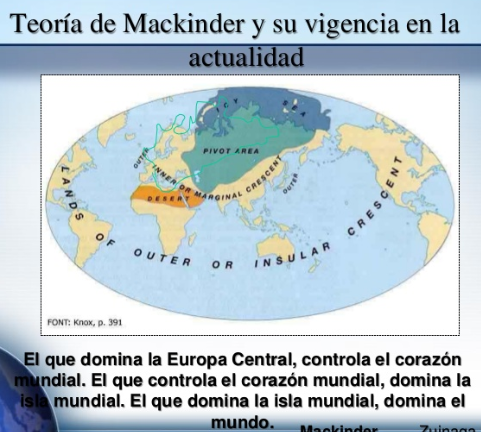 Teoría de Mackinder y su vigencia en la
actualidad
ICY SEA
PIVOT AREA
OUTER
INNER OR MARGINAL CRESCENT
OUTER
DESERT
LANDS OF OUTER OR INSULAR CRESCENT
FONT: Knox, p. 391
El que domina la Europa Central, controla el corazón
mundial. El que controla el corazón mundial, domina la
isla mundial. El que domina la isla mundial, domina el
mundo.
Mackinder Zuinaga